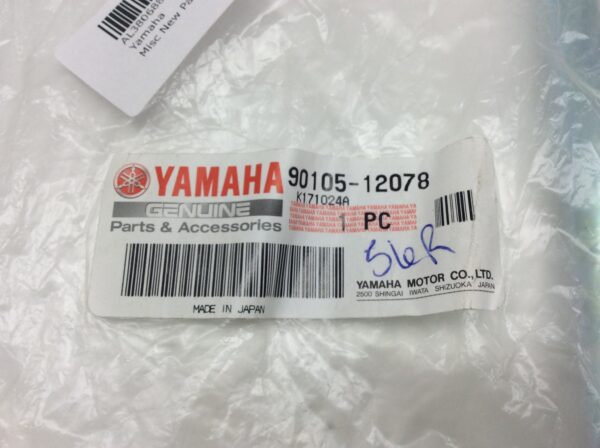 AL380688
Yamaha
Misc New Pa
YAMAHA 90105-12078
K171024A
GENUINE
Parts & Accessories
1 PC
56R
YAMAHA MOTOR CO.,LTD.
2500 SHINGAI IWATA SHIZUOKA JAPAN
MADE IN JAPAN